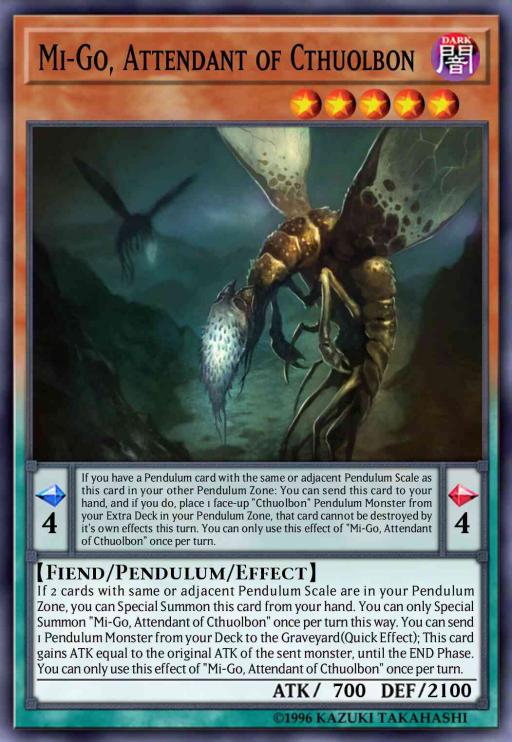 Mi-Go, Attendant of Cthuolbon
DARK
闇
If you have a Pendulum card with the same or adjacent Pendulum Scale as
this card in your other Pendulum Zone: You can send this card to your
hand, and if you do, place 1 face-up "Cthuolbon" Pendulum Monster from
your Extra Deck in your Pendulum Zone, that card cannot be destroyed by
it's own effects this turn. You can only use this effect of "Mi-Go, Attendant
of Cthuolbon" once per turn.
4
4
【Fiend/Pendulum/Effect】
If 2 cards with same or adjacent Pendulum Scale are in your Pendulum
Zone, you can Special Summon this card from your hand. You can only Special
Summon "Mi-Go, Attendant of Cthuolbon" once per turn this way. You can send
1 Pendulum Monster from your Deck to the Graveyard(Quick Effect); This card
gains ATK equal to the original ATK of the sent monster, until the END Phase.
You can only use this effect of "Mi-Go, Attendant of Cthuolbon" once per turn.
ATK/ 700 DEF/2100
©1996 KAZUKI TAKAHASHI